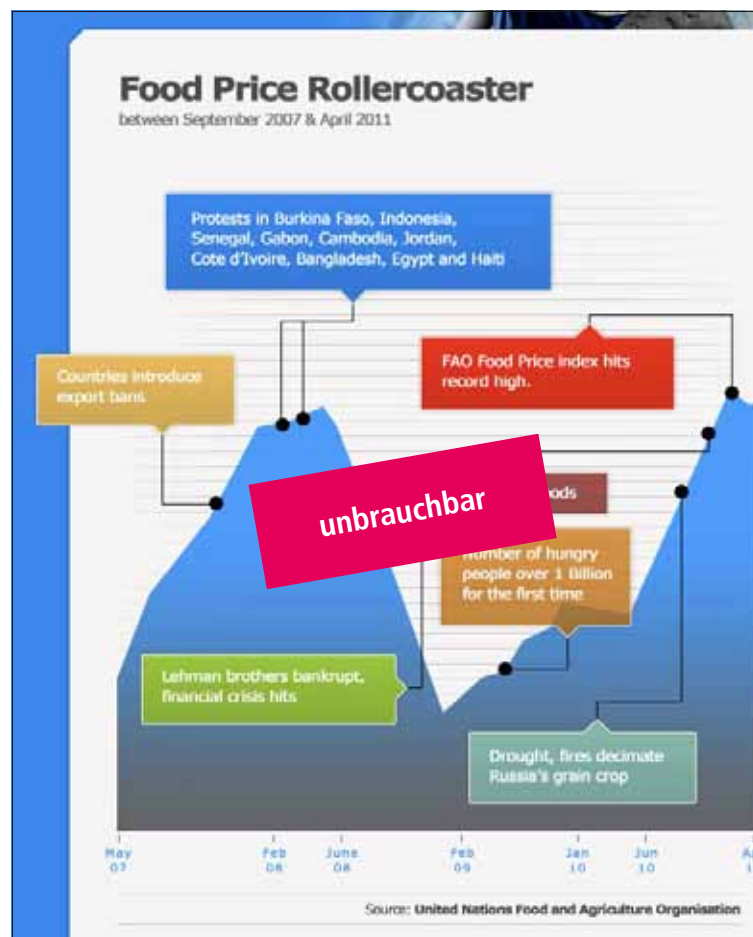 Food Price Rollercoaster
between September 2007 & April 2011
Protests in Burkina Faso, Indonesia,
Senegal, Gabon, Cambodia, Jordan,
Cote d'Ivoire, Bangladesh, Egypt and Haiti
FAO Food Price index hits
record high.
Countries introduce
export bans
unbrauchbar
Number of hungry
people over 1 Billion
for the first time
Lehman brothers bankrupt,
financial crisis hits
Drought, fires decimate
Russia's grain crop
May Feb June Feb Jan Jun
07 08 08 09 10 10
Source: United Nations Food and Agriculture Organisation